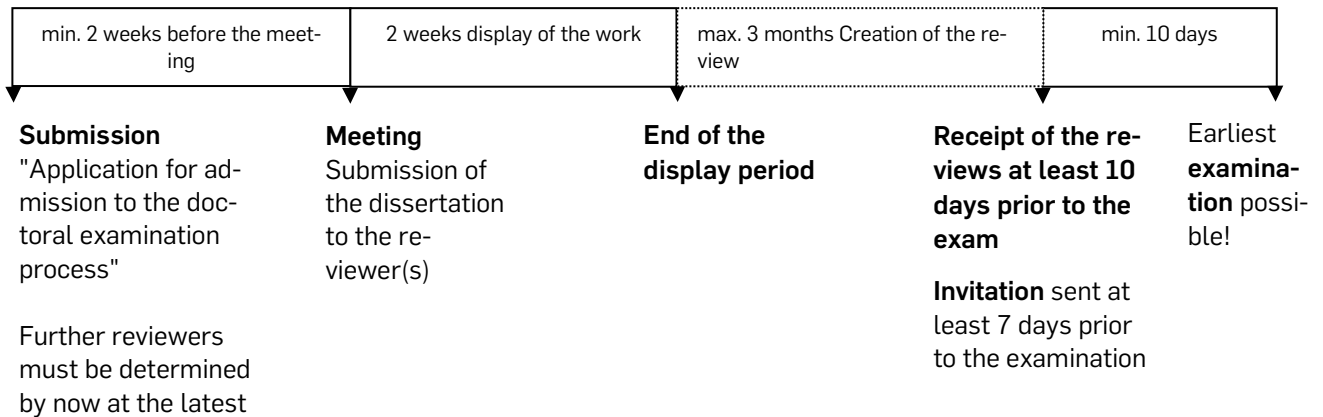 min. 2 weeks before the meet-
ing
2 weeks display of the work
max. 3 months Creation of the re-
view
min. 10 days
Submission
"Application for ad-
mission to the doc-
toral examination
process"
Further reviewers
must be determined
by now at the latest
Meeting
Submission of
the dissertation
to the re-
viewer(s)
End of the
display period
Receipt of the re-
views at least 10
days prior to the
exam
Invitation sent at
least 7 days prior
to the examination
Earliest
examina-
tion possi-
ble!